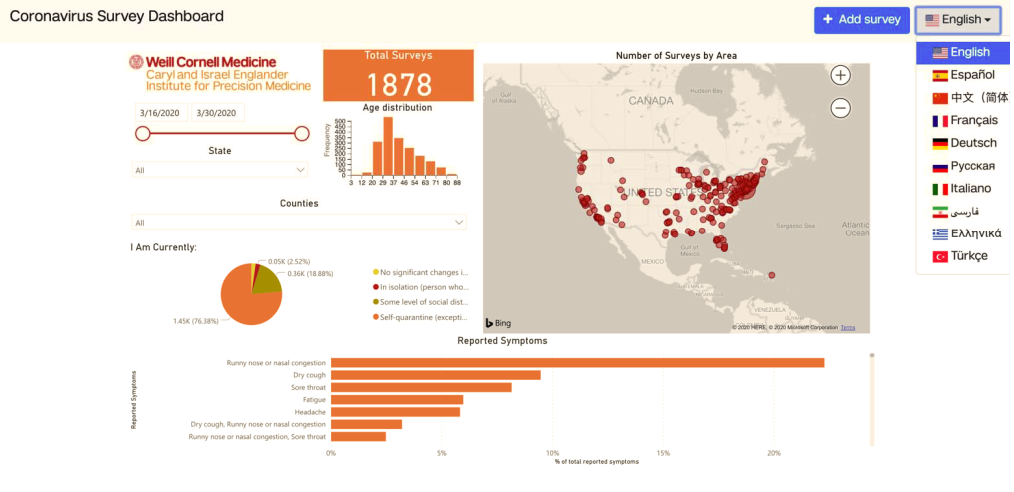 Coronavirus Survey Dashboard
+ Add survey
English
English
Español
中文（简体
Français
Deutsch
Русская
Italiano
فارسی
Ελληνικά
Türkçe
Weill Cornell Medicine
Caryl and Israel Englander
Institute for Precision Medicine
3/16/2020 3/30/2020
State
All
Counties
All
Total Surveys
1878
Age distribution
Frequency
500
450
400
350
300
250
200
150
100
50
0
3 12 20 29 37 46 54 63 71 80 88
Number of Surveys by Area
CANADA
Hudson Bay
Gulf
of Alaska
UNITED STATES
Sargasso Sea
Atlantic
Ocean
Gulf of
Mexico
MEXICO
GUATEMALA
NICARAGUA
VENEZUELA
Bing
© 2020 HERE, © 2020 Microsoft Corporation Terms
I Am Currently:
0.05K (2.52%)
0.36K (18.88%)
1.45K (76.38%)
No significant changes i...
In isolation (person who...
Some level of social dist...
Self-quarantine (excepti...
Reported Symptoms
Reported Symptoms
Runny nose or nasal congestion
Dry cough
Sore throat
Fatigue
Headache
Dry cough, Runny nose or nasal congestion
Runny nose or nasal congestion, Sore throat
0% 5% 10% 15% 20%
% of total reported symptoms